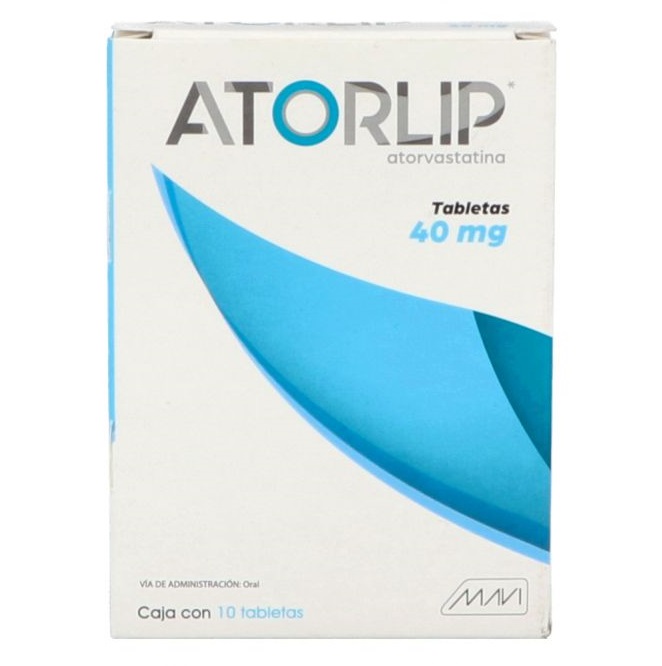 ATORLIP*
atorvastatina
Tabletas
40 mg
VÍA DE ADMINISTRACIÓN: Oral
Caja con 10 tabletas
MAVI